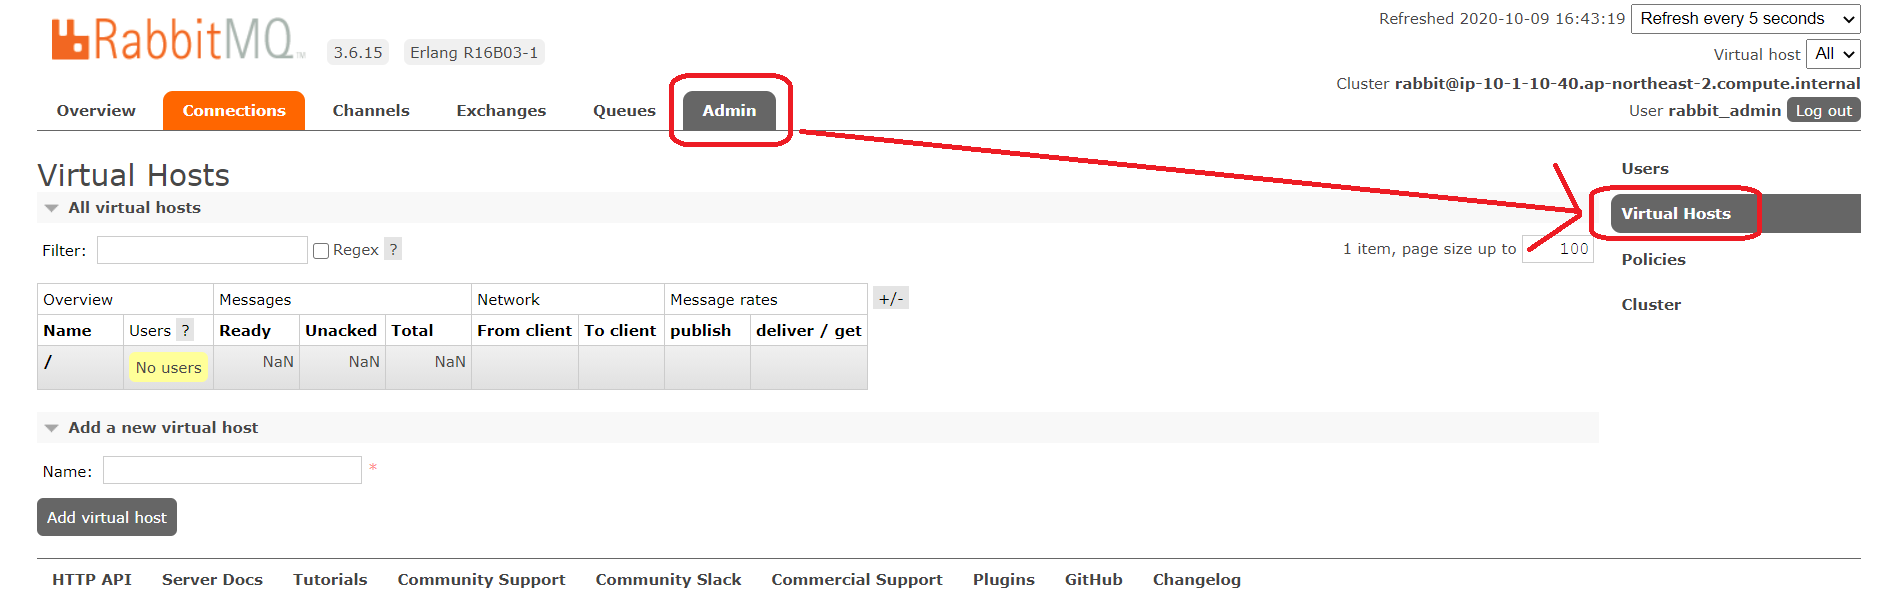 RabbitMQ TM 3.6.15 Erlang R16B03-1
Refreshed 2020-10-09 16:43:19 Refresh every 5 seconds
Virtual host All
Cluster rabbit@ip-10-1-10-40.ap-northeast-2.compute.internal
User rabbit_admin Log out
Overview Connections Channels Exchanges Queues Admin
Users
Virtual Hosts
Policies
Cluster
Virtual Hosts
All virtual hosts
Filter: Regex ? 1 item, page size up to 100
Overview Messages Network Message rates +/-
Name Users ? Ready Unacked Total From client To client publish deliver / get
/ No users NaN NaN NaN
Add a new virtual host
Name: *
Add virtual host
HTTP API Server Docs Tutorials Community Support Community Slack Commercial Support Plugins GitHub Changelog